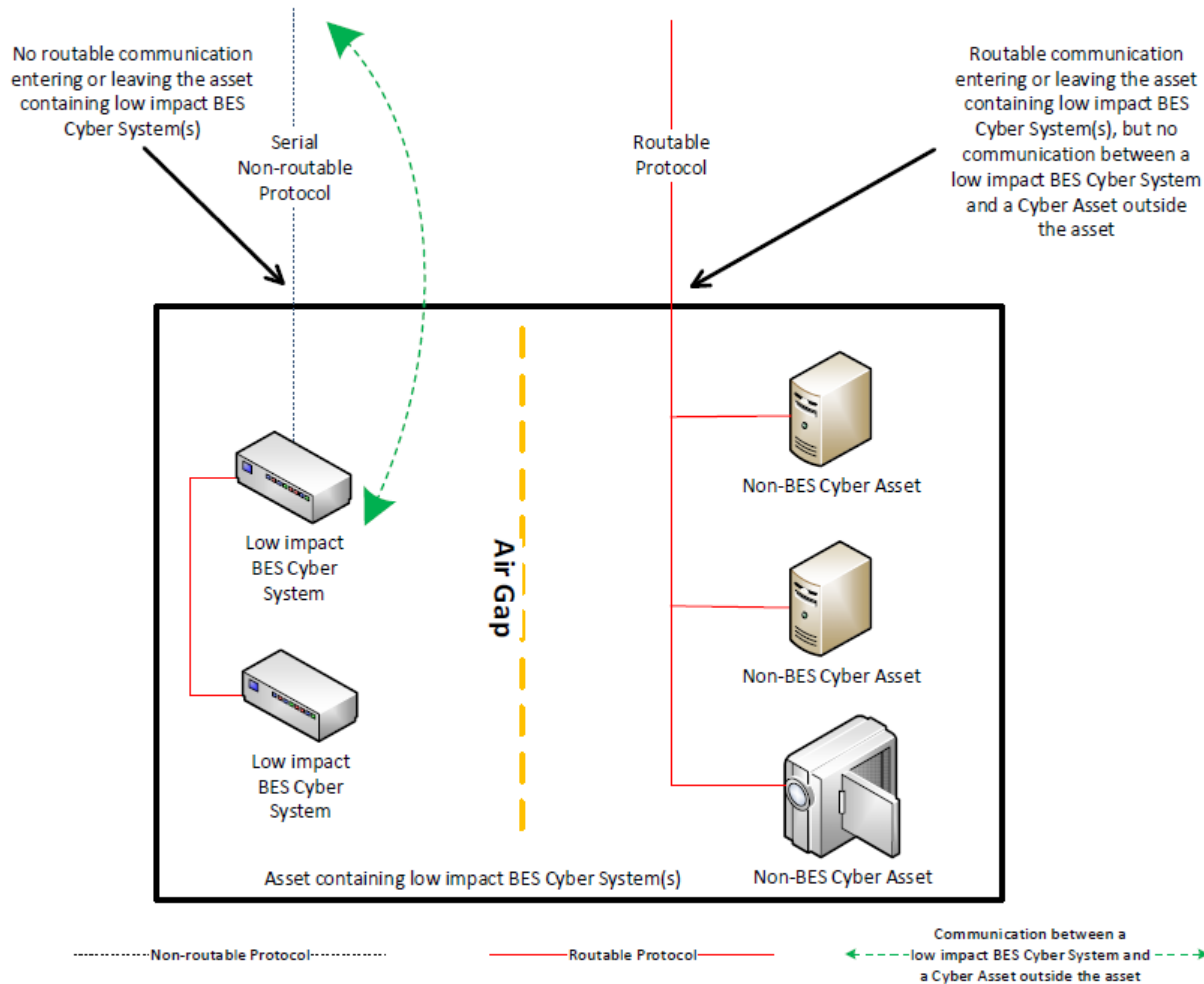 No routable communication
entering or leaving the asset
containing low impact BES
Cyber System(s)
Serial
Non-routable
Protocol
Routable
Protocol
Routable communication
entering or leaving the asset
containing low impact BES
Cyber System(s), but no
communication between a
low impact BES Cyber System
and a Cyber Asset outside
the asset
Low impact
BES Cyber
System
Low impact
BES Cyber
System
Air Gap
Non-BES Cyber Asset
Non-BES Cyber Asset
Non-BES Cyber Asset
Asset containing low impact BES Cyber System(s)
Non-routable Protocol
Routable Protocol
Communication between a
low impact BES Cyber System and
a Cyber Asset outside the asset